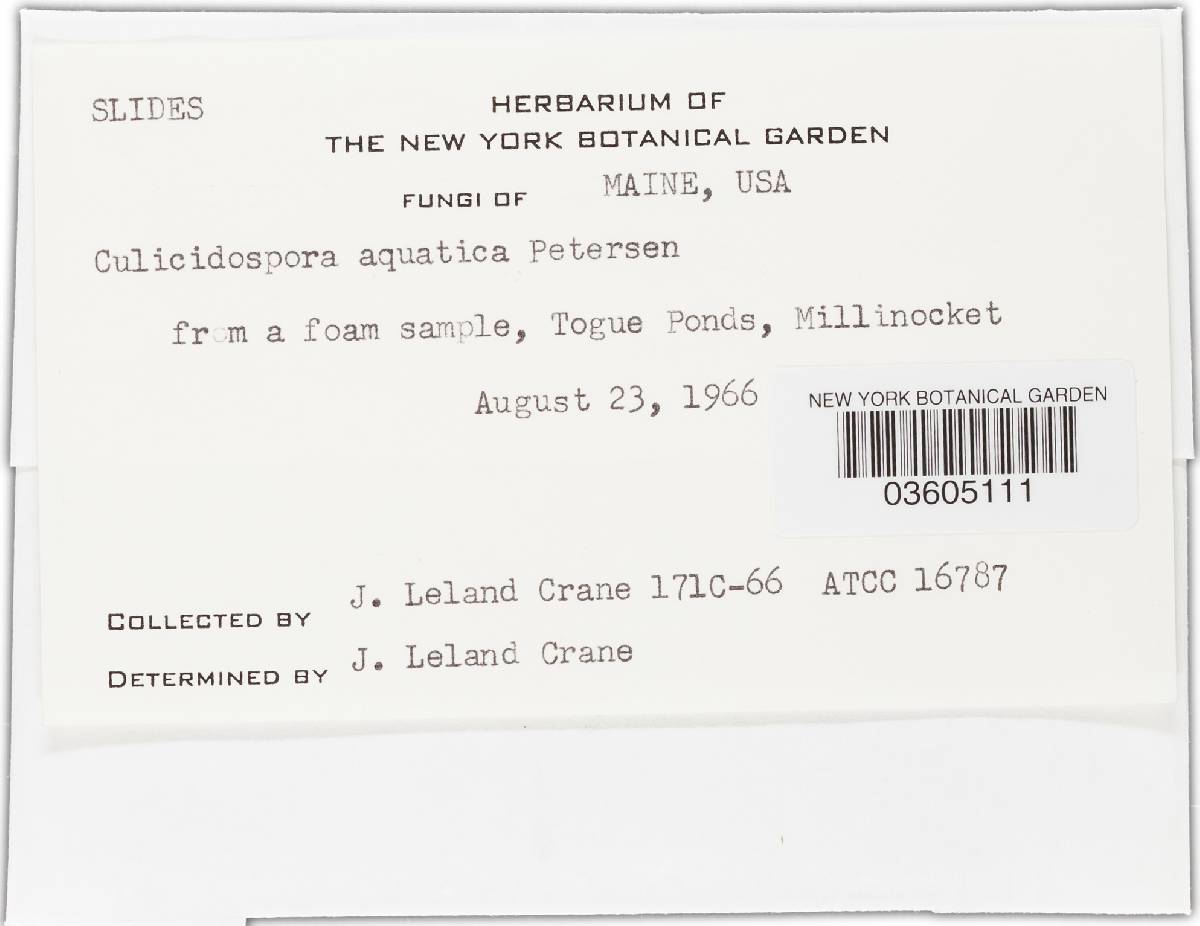 SLIDES
HERBARIUM OF
THE NEW YORK BOTANICAL GARDEN
FUNGI OF MAINE, USA
Culicidospora aquatica Petersen
from a foam sample, Togue Ponds, Millinocket
August 23, 1966
NEW YORK BOTANICAL GARDEN
03605111
COLLECTED BY J. Leland Crane 171C-66 ATCC 16787
DETERMINED BY J. Leland Crane